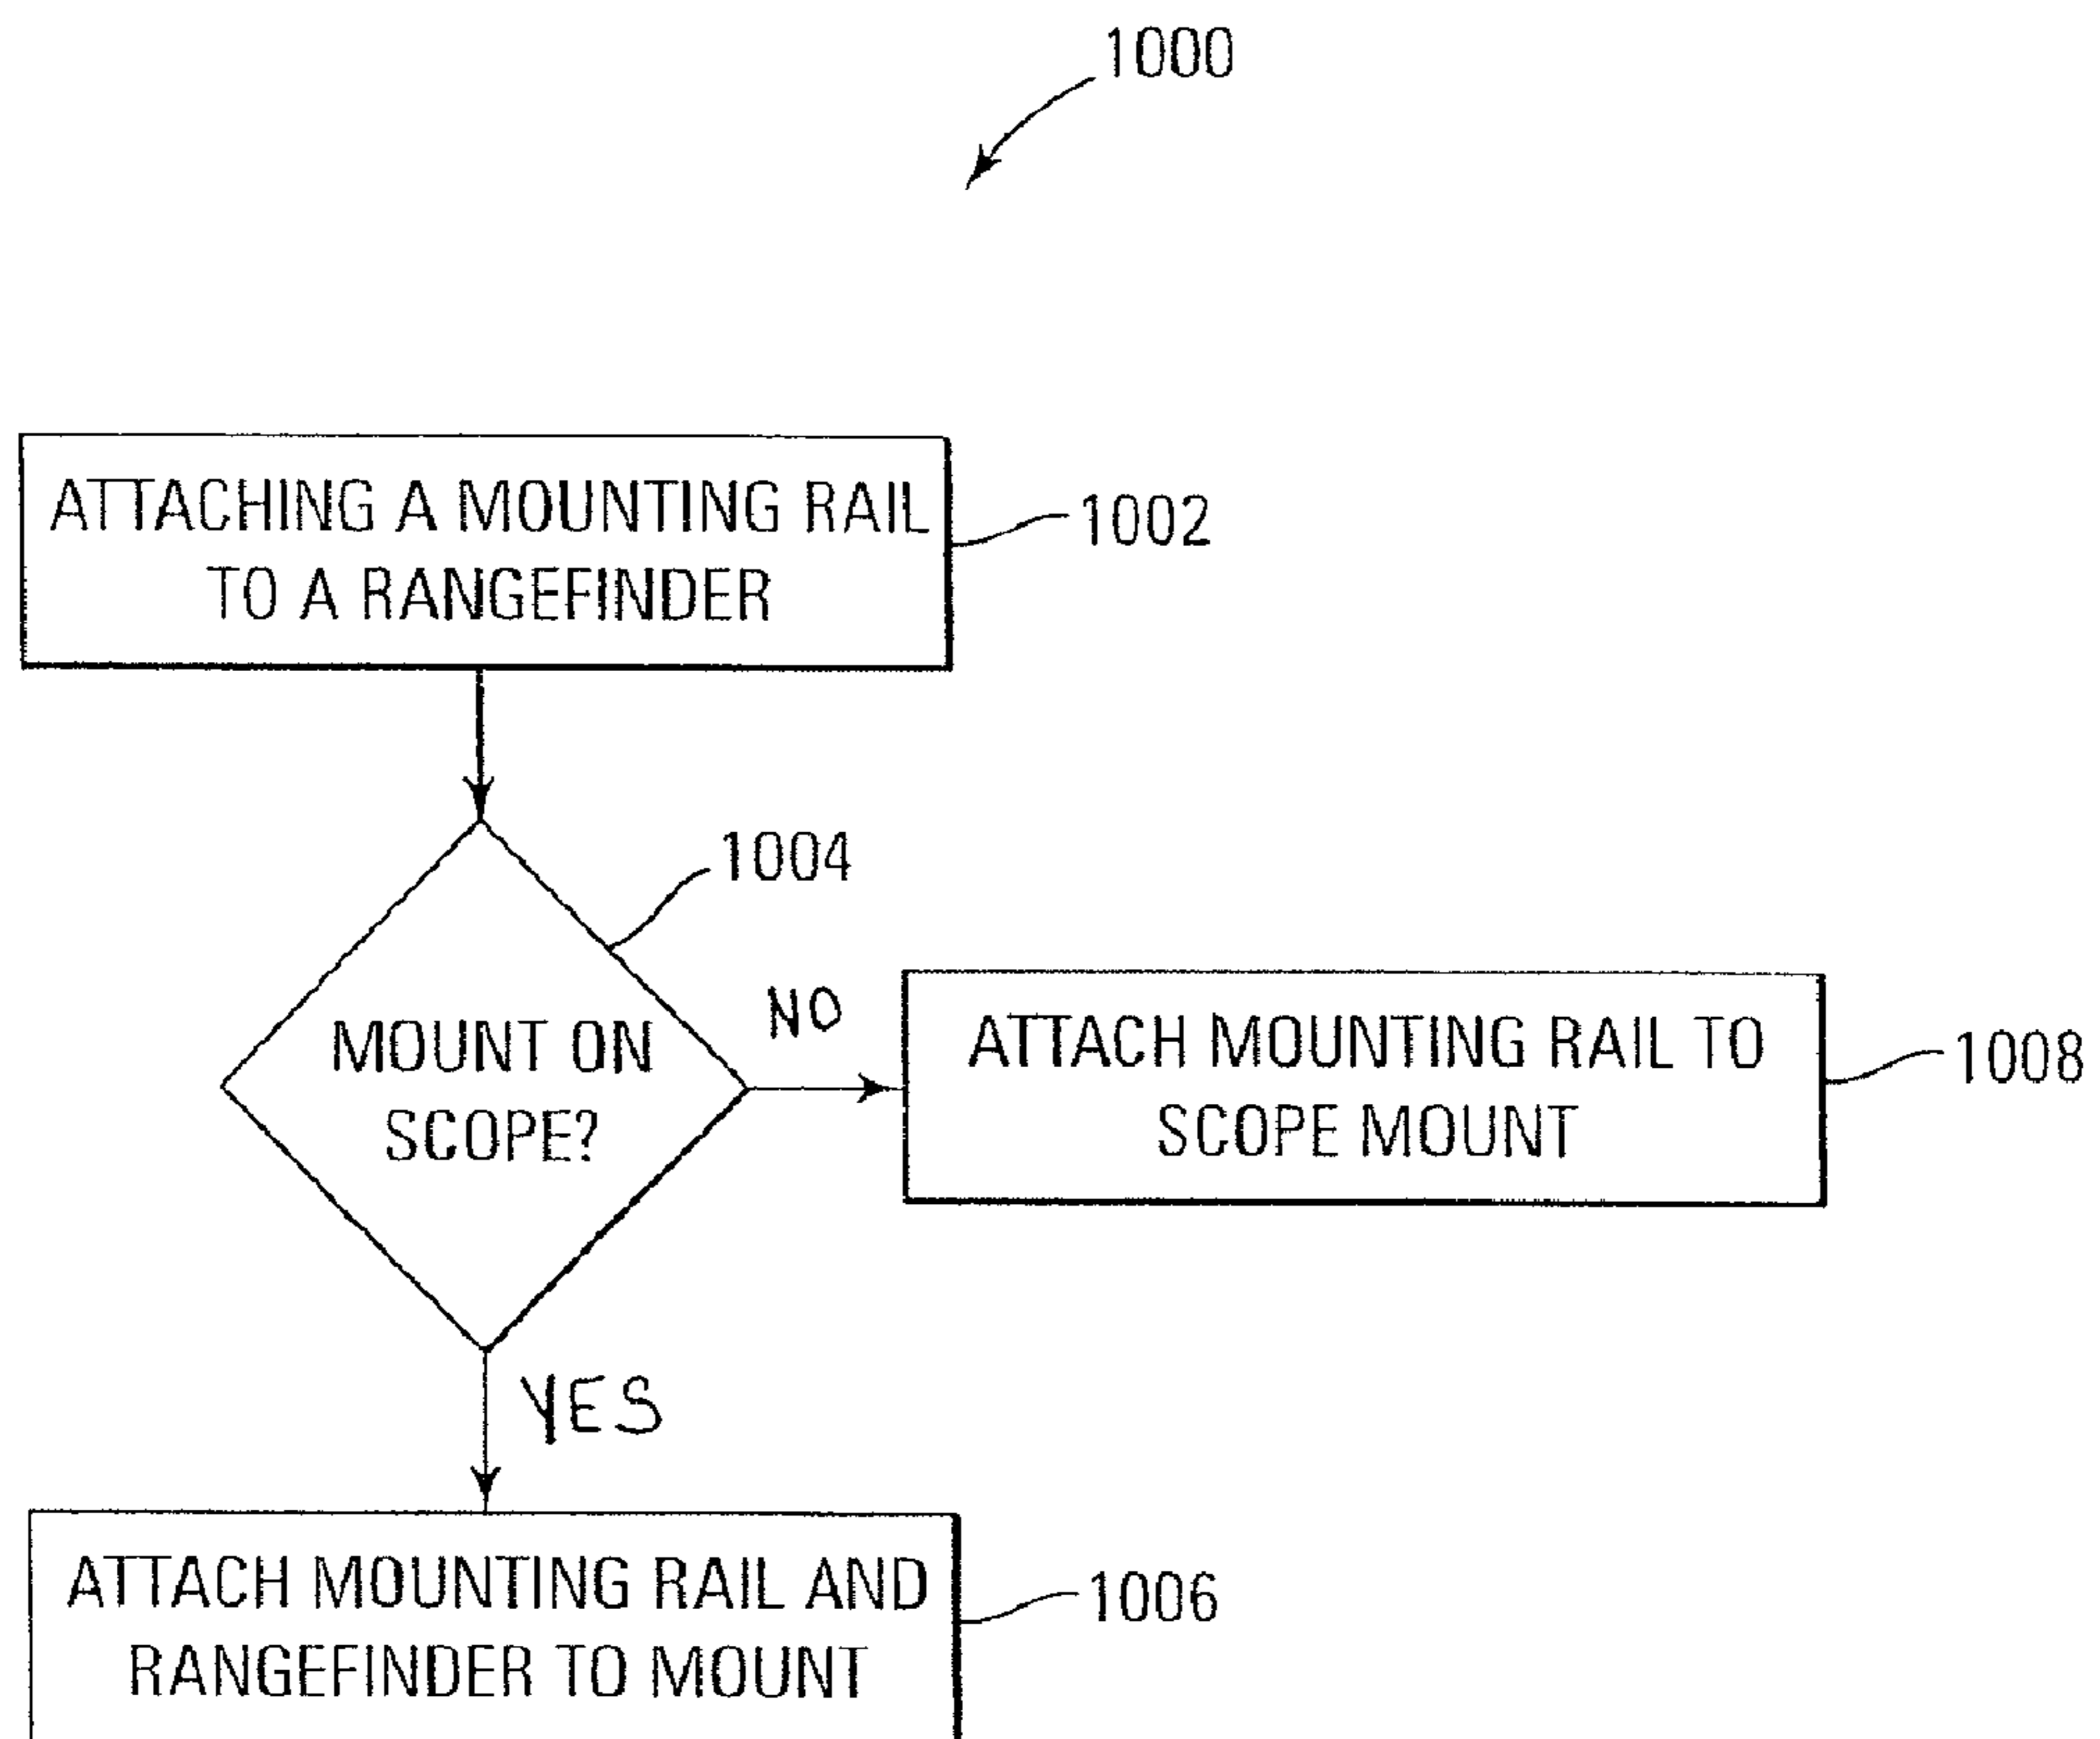 1000
ATTACHING A MOUNTING RAIL
TO A RANGEFINDER
1002
1004
MOUNT ON
SCOPE?
NO
ATTACH MOUNTING RAIL TO
SCOPE MOUNT
1008
YES
ATTACH MOUNTING RAIL AND
RANGEFINDER TO MOUNT
1006